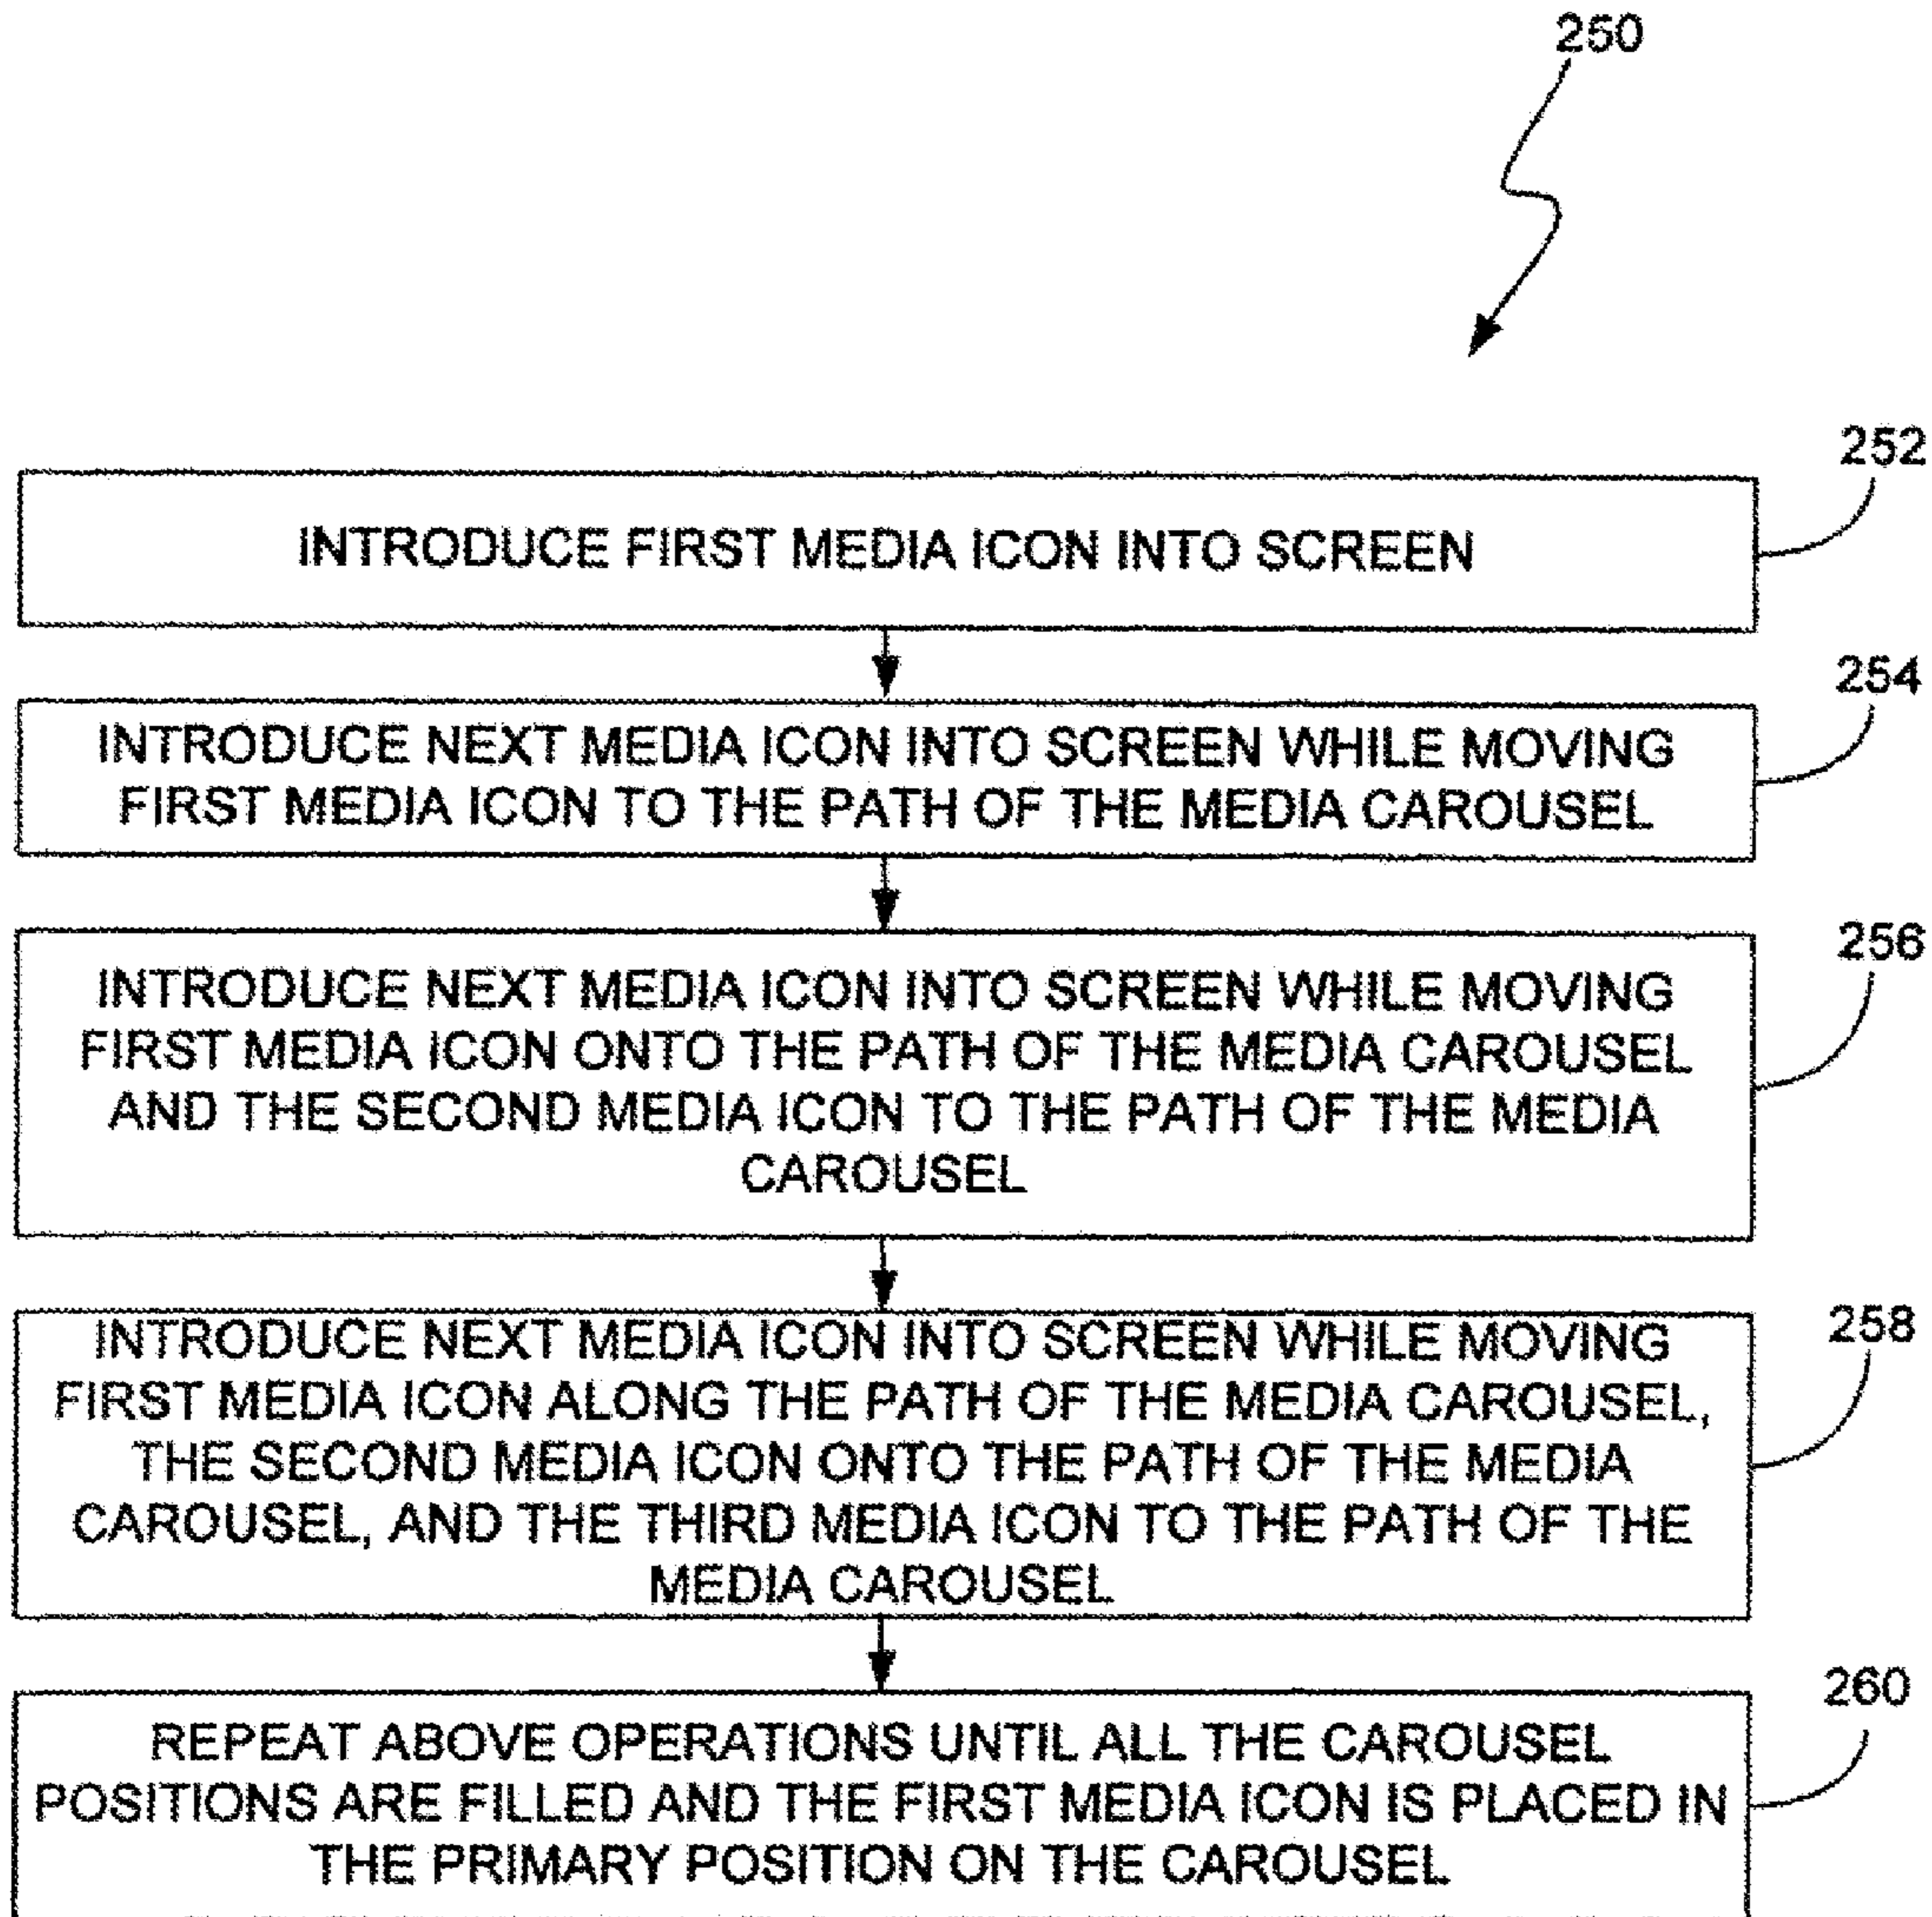 250
252
INTRODUCE FIRST MEDIA ICON INTO SCREEN
254
INTRODUCE NEXT MEDIA ICON INTO SCREEN WHILE MOVING
FIRST MEDIA ICON TO THE PATH OF THE MEDIA CAROUSEL
256
INTRODUCE NEXT MEDIA ICON INTO SCREEN WHILE MOVING
FIRST MEDIA ICON ONTO THE PATH OF THE MEDIA CAROUSEL
AND THE SECOND MEDIA ICON TO THE PATH OF THE MEDIA
CAROUSEL
258
INTRODUCE NEXT MEDIA ICON INTO SCREEN WHILE MOVING
FIRST MEDIA ICON ALONG THE PATH OF THE MEDIA CAROUSEL,
THE SECOND MEDIA ICON ONTO THE PATH OF THE MEDIA
CAROUSEL, AND THE THIRD MEDIA ICON TO THE PATH OF THE
MEDIA CAROUSEL
260
REPEAT ABOVE OPERATIONS UNTIL ALL THE CAROUSEL
POSITIONS ARE FILLED AND THE FIRST MEDIA ICON IS PLACED IN
THE PRIMARY POSITION ON THE CAROUSEL